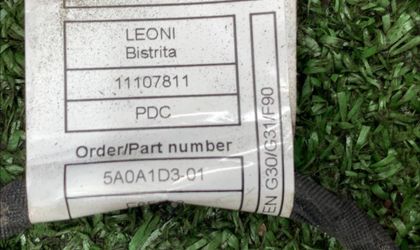 LEONI
Bistrita
11107811
PDC
Order/Part number
5A0A1D3-01
EN G30/G31/F90